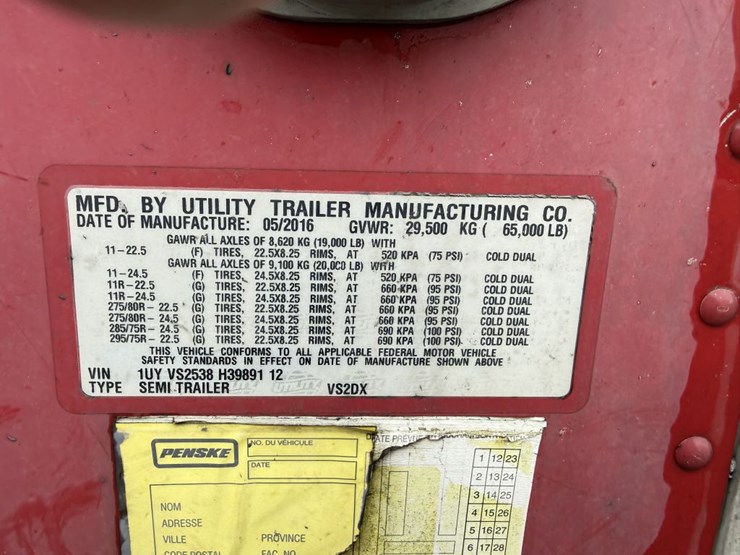 MFD. BY UTILITY TRAILER MANUFACTURING CO.
DATE OF MANUFACTURE: 05/2016 GVWR: 29,500 KG ( 65,000 LB)
GAWR ALL AXLES OF 8,620 KG (19,000 LB) WITH
11-22.5 (F) TIRES, 22.5X8.25 RIMS, AT 520 KPA (75 PSI) COLD DUAL
GAWR ALL AXLES OF 9,100 KG (20,000 LB) WITH
11-24.5 (F) TIRES, 24.5X8.25 RIMS, AT 520 KPA (75 PSI) COLD DUAL
11R-22.5 (G) TIRES, 22.5X8.25 RIMS, AT 660 KPA (95 PSI) COLD DUAL
11R-24.5 (G) TIRES, 24.5X8.25 RIMS, AT 660 KPA (95 PSI) COLD DUAL
275/80R-22.5 (G) TIRES, 22.5X8.25 RIMS, AT 660 KPA (95 PSI) COLD DUAL
275/80R-24.5 (G) TIRES, 24.5X8.25 RIMS, AT 660 KPA (95 PSI) COLD DUAL
285/75R-24.5 (G) TIRES, 24.5X8.25 RIMS, AT 690 KPA (100 PSI) COLD DUAL
295/75R-22.5 (G) TIRES, 22.5X8.25 RIMS, AT 690 KPA (100 PSI) COLD DUAL
THIS VEHICLE CONFORMS TO ALL APPLICABLE FEDERAL MOTOR VEHICLE
SAFETY STANDARDS IN EFFECT ON DATE OF MANUFACTURE SHOWN ABOVE
VIN 1UY VS2538 H39891 12
TYPE SEMI TRAILER VS2DX
PENSKE
NO. DU VÉHICULE
DATE
NOM
ADRESSE
VILLE PROVINCE
CODE POSTAL FAC. NO.
DATE PRÉVUE
1 12 23
2 13 24
3 14 25
4 15 26
5 16 27
6 17 28